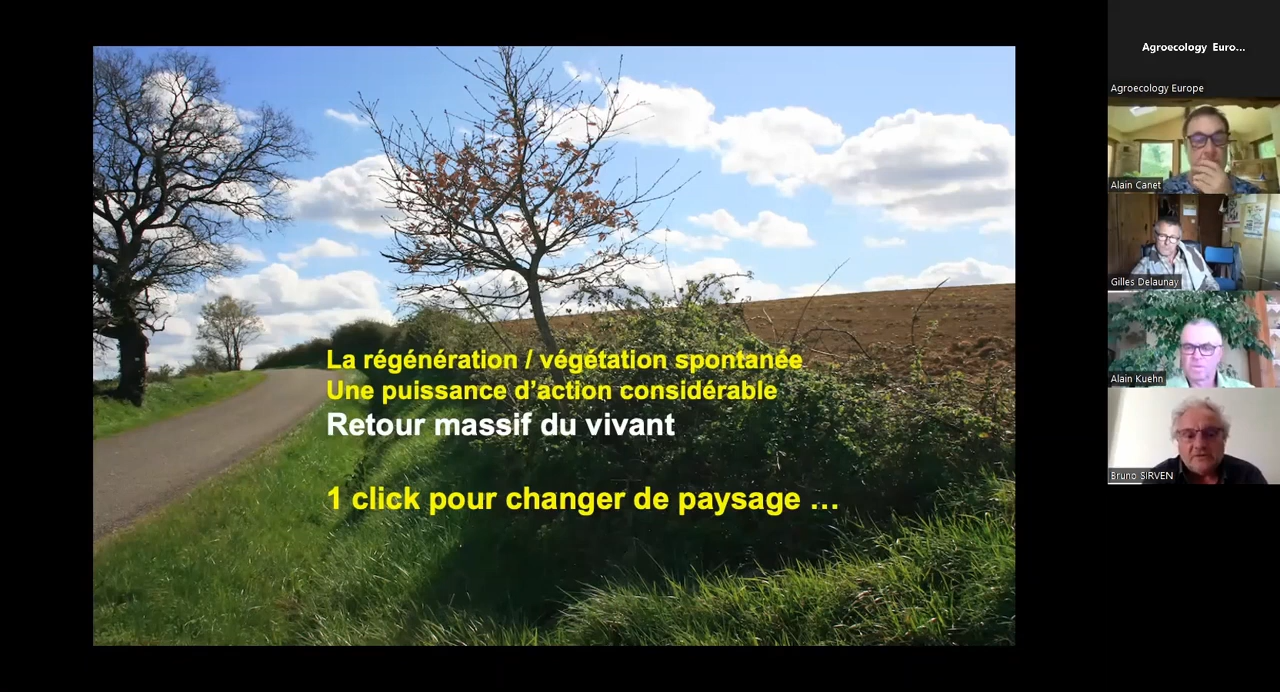 La régénération / végétation spontanée
Une puissance d'action considérable
Retour massif du vivant
1 click pour changer de paysage ...
Agroecology Euro...
Agroecology Europe
Alain Canet
Gilles Delaunay
Alain Kuehn
Bruno SIRVEN